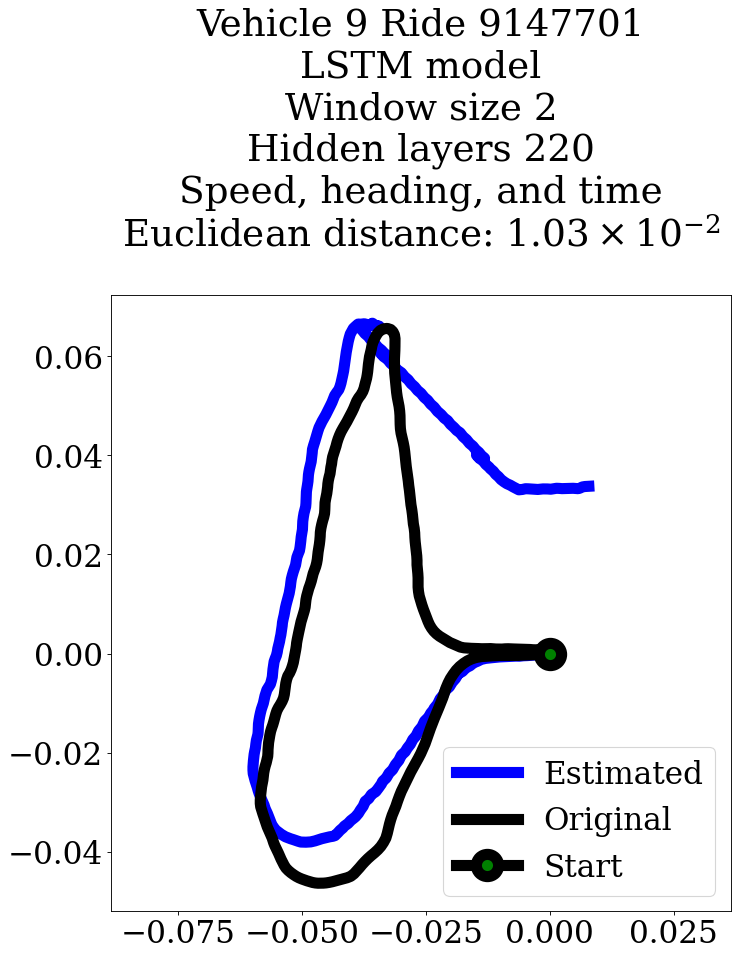 Vehicle 9 Ride 9147701
LSTM model
Window size 2
Hidden layers 220
Speed, heading, and time
Euclidean distance: 1.03 × 10⁻²
0.06
0.04
0.02
0.00
−0.02
−0.04
Estimated
Original
Start
−0.075 −0.050 −0.025 0.000 0.025